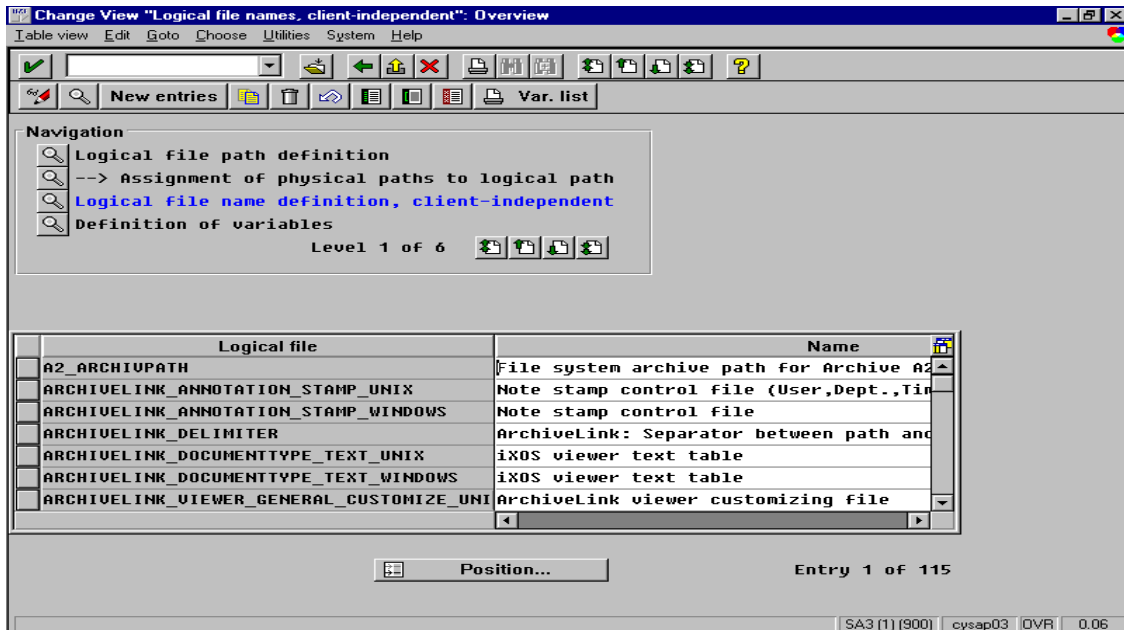 Change View "Logical file names, client-independent": Overview
Table view Edit Goto Choose Utilities System Help
New entries Var. list
Navigation
Logical file path definition
--> Assignment of physical paths to logical path
Logical file name definition, client-independent
Definition of variables
Level 1 of 6
Logical file Name
A2_ARCHIVPATH File system archive path for Archive A2
ARCHIVELINK_ANNOTATION_STAMP_UNIX Note stamp control file (User,Dept.,Tim
ARCHIVELINK_ANNOTATION_STAMP_WINDOWS Note stamp control file
ARCHIVELINK_DELIMITER ArchiveLink: Separator between path and
ARCHIVELINK_DOCUMENTTYPE_TEXT_UNIX iXOS viewer text table
ARCHIVELINK_DOCUMENTTYPE_TEXT_WINDOWS iXOS viewer text table
ARCHIVELINK_VIEWER_GENERAL_CUSTOMIZE_UNI ArchiveLink viewer customizing file
Position... Entry 1 of 115
SA3 (1) (900) cysap03 OVR 0.06